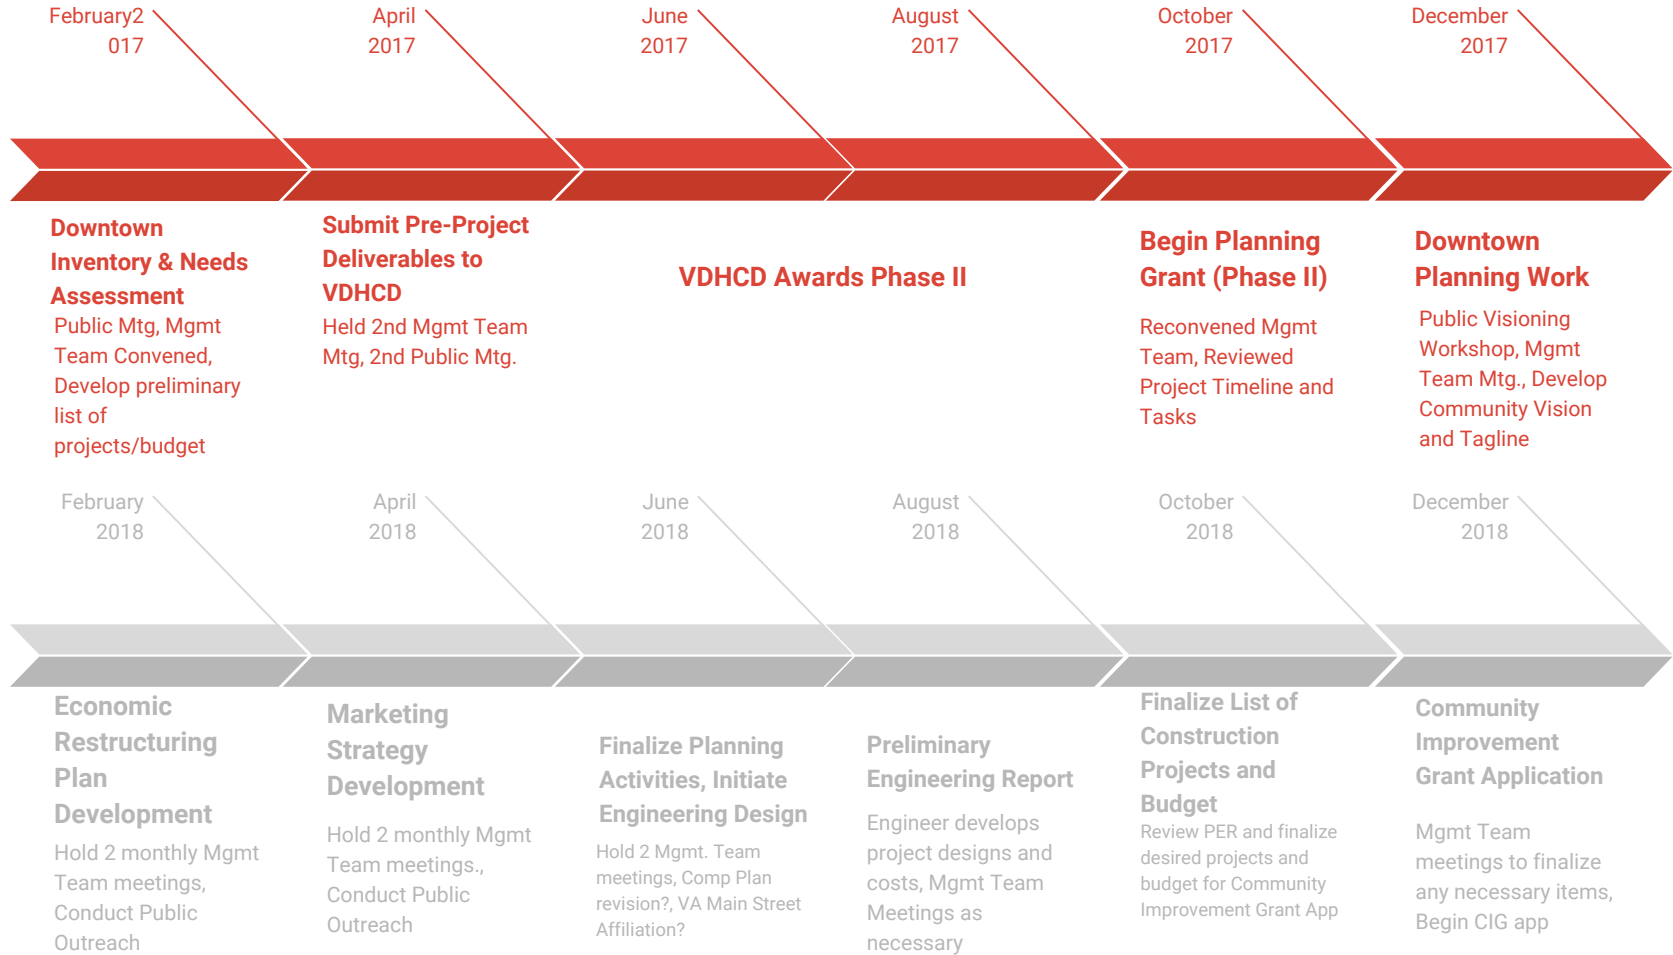 February2
017
April
2017
June
2017
August
2017
October
2017
December
2017
Downtown
Inventory & Needs
Assessment
Public Mtg, Mgmt
Team Convened,
Develop preliminary
list of
projects/budget
Submit Pre-Project
Deliverables to
VDHCD
Held 2nd Mgmt Team
Mtg, 2nd Public Mtg.
VDHCD Awards Phase II
Begin Planning
Grant (Phase II)
Reconvened Mgmt
Team, Reviewed
Project Timeline and
Tasks
Downtown
Planning Work
Public Visioning
Workshop, Mgmt
Team Mtg., Develop
Community Vision
and Tagline
February
2018
April
2018
June
2018
August
2018
October
2018
December
2018
Economic
Restructuring
Plan
Development
Hold 2 monthly Mgmt
Team meetings,
Conduct Public
Outreach
Marketing
Strategy
Development
Hold 2 monthly Mgmt
Team meetings.,
Conduct Public
Outreach
Finalize Planning
Activities, Initiate
Engineering Design
Hold 2 Mgmt. Team
meetings, Comp Plan
revision?, VA Main Street
Affiliation?
Preliminary
Engineering Report
Engineer develops
project designs and
costs, Mgmt Team
Meetings as
necessary
Finalize List of
Construction
Projects and
Budget
Review PER and finalize
desired projects and
budget for Community
Improvement Grant App
Community
Improvement
Grant Application
Mgmt Team
meetings to finalize
any necessary items,
Begin CIG app